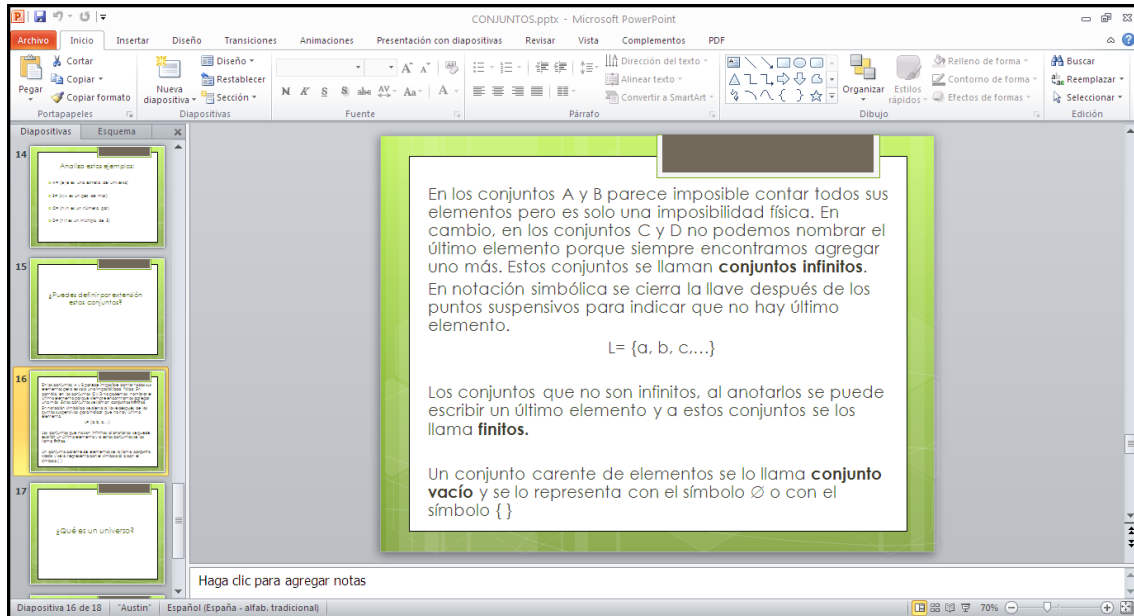 CONJUNTOS.pptx - Microsoft PowerPoint
Archivo Inicio Insertar Diseño Transiciones Animaciones Presentación con diapositivas Revisar Vista Complementos PDF
Pegar
Cortar
Copiar
Copiar formato
Portapapeles
Nueva
diapositiva
Diseño
Restablecer
Sección
Diapositivas
N K S S abc AV Aa A
Fuente
Dirección del texto
Alinear texto
Convertir a SmartArt
Párrafo
Organizar
Estilos
rápidos
Relleno de forma
Contorno de forma
Efectos de formas
Dibujo
Buscar
Reemplazar
Seleccionar
Edición
Diapositivas Esquema
14
Analiza estos ejemplos:
15
¿Puedes definir por extensión
estos conjuntos?
16
17
¿Qué es un universo?
En los conjuntos A y B parece imposible contar todos sus
elementos pero es solo una imposibilidad física. En
cambio, en los conjuntos C y D no podemos nombrar el
último elemento porque siempre encontramos agregar
uno más. Estos conjuntos se llaman conjuntos infinitos.
En notación simbólica se cierra la llave después de los
puntos suspensivos para indicar que no hay último
elemento.
L= {a, b, c,...}
Los conjuntos que no son infinitos, al anotarlos se puede
escribir un último elemento y a estos conjuntos se los
llama finitos.
Un conjunto carente de elementos se lo llama conjunto
vacío y se lo representa con el símbolo ∅ o con el
símbolo { }
Haga clic para agregar notas
Diapositiva 16 de 18 "Austin" Español (España - alfab. tradicional) 70%